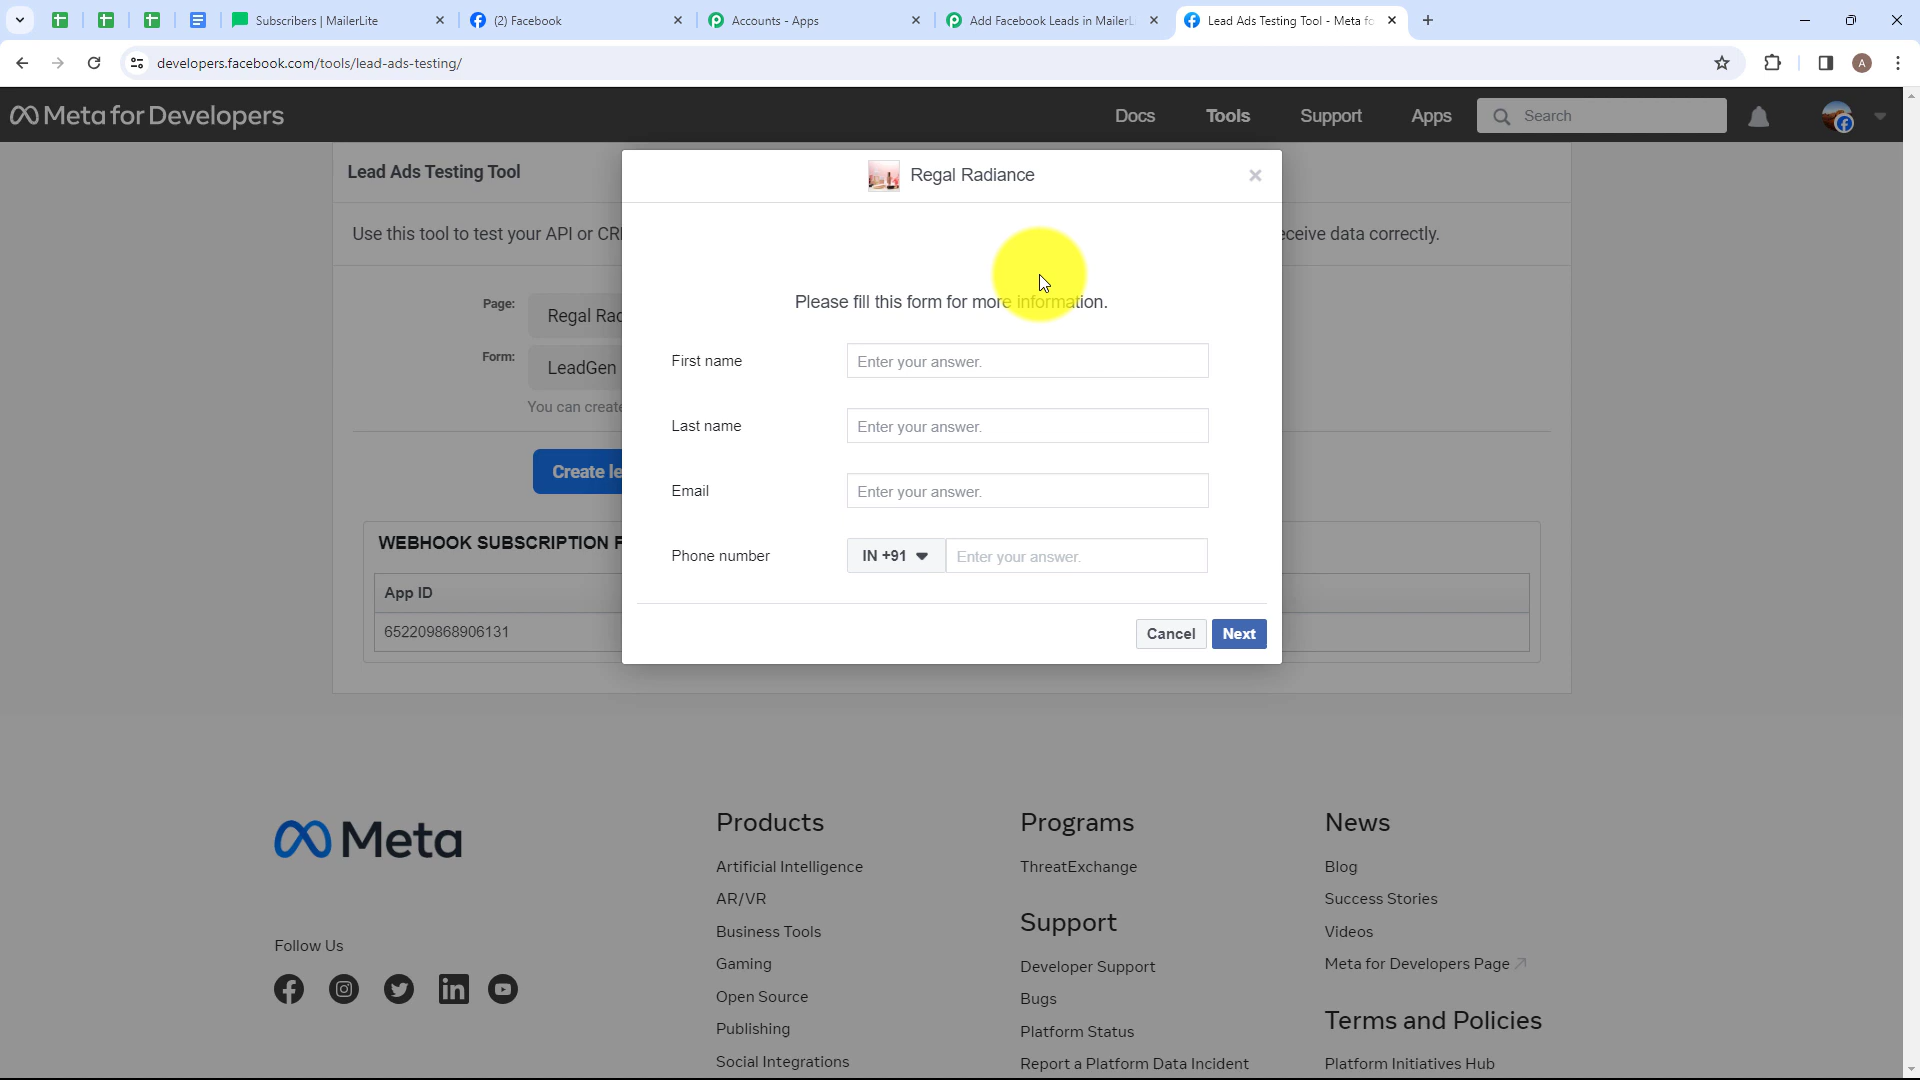 Subscribers | MailerLite
(2) Facebook
Accounts - Apps
Add Facebook Leads in MailerL
Lead Ads Testing Tool - Meta fo
developers.facebook.com/tools/lead-ads-testing/
A
Meta for Developers
Docs
Tools
Support
Apps
Search
Lead Ads Testing Tool
Regal Radiance
Use this tool to test your API or CR
eceive data correctly.
Please fill this form for more information.
Page:
Regal Rad
Form:
LeadGen
You can create
First name
Enter your answer.
Last name
Enter your answer.
Create le
Email
Enter your answer.
WEBHOOK SUBSCRIPTION F
Phone number
IN +91
Enter your answer.
App ID
652209868906131
Cancel
Next
Meta
Follow Us
Products
Artificial Intelligence
AR/VR
Business Tools
Gaming
Open Source
Publishing
Social Integrations
Programs
ThreatExchange
Support
Developer Support
Bugs
Platform Status
Report a Platform Data Incident
News
Blog
Success Stories
Videos
Meta for Developers Page
Terms and Policies
Platform Initiatives Hub